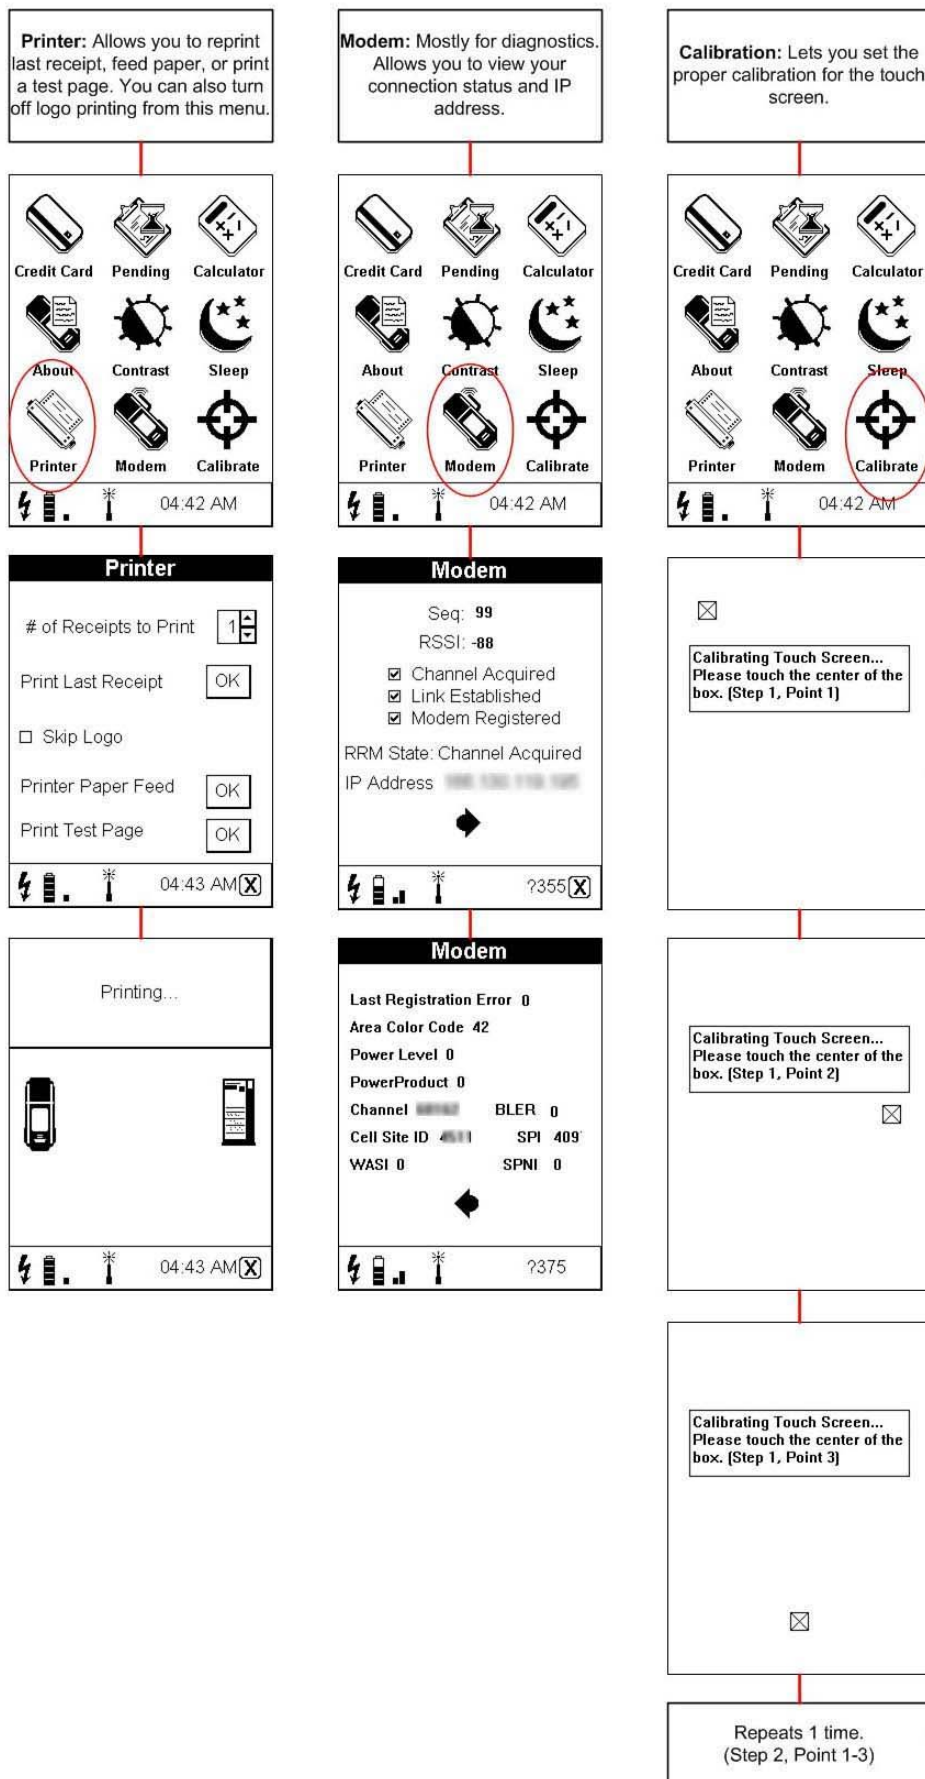 Printer: Allows you to reprint
last receipt, feed paper, or print
a test page. You can also turn
off logo printing from this menu.
Credit Card Pending Calculator
About Contrast Sleep
Printer Modem Calibrate
04:42 AM
Printer
# of Receipts to Print 1
Print Last Receipt OK
Skip Logo
Printer Paper Feed OK
Print Test Page OK
04:43 AM X
Printing...
04:43 AM X
Modem: Mostly for diagnostics.
Allows you to view your
connection status and IP
address.
Credit Card Pending Calculator
About Contrast Sleep
Printer Modem Calibrate
04:42 AM
Modem
Seq: 99
RSSI: -88
Channel Acquired
Link Established
Modem Registered
RRM State: Channel Acquired
IP Address
?355 X
Modem
Last Registration Error 0
Area Color Code 42
Power Level 0
PowerProduct 0
Channel BLER 0
Cell Site ID SPI 409
WASI 0 SPNI 0
?375
Calibration: Lets you set the
proper calibration for the touch
screen.
Credit Card Pending Calculator
About Contrast Sleep
Printer Modem Calibrate
04:42 AM
Calibrating Touch Screen...
Please touch the center of the
box. (Step 1, Point 1)
Calibrating Touch Screen...
Please touch the center of the
box. (Step 1, Point 2)
Calibrating Touch Screen...
Please touch the center of the
box. (Step 1, Point 3)
Repeats 1 time.
(Step 2, Point 1-3)